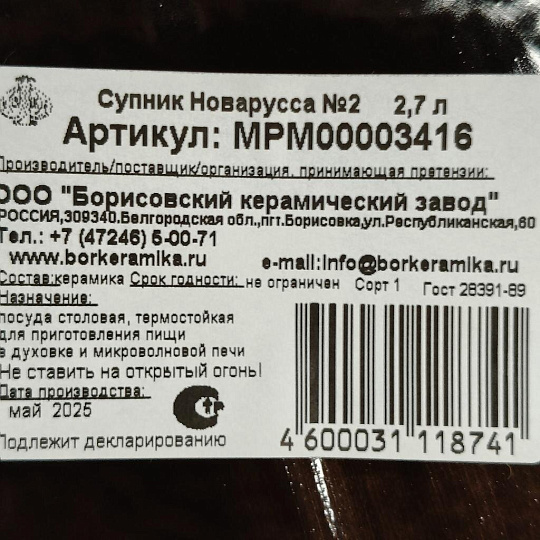 Супник Новарусса №2 2,7 л
Артикул: МРМ00003416
Производитель/поставщик/организация, принимающая претензии:
ООО "Борисовский керамический завод"
РОССИЯ,309340.Белгородская обл.,пгт.Борисовка,ул.Республиканская,60
Тел.: +7 (47246) 5-00-71
www.borkeramika.ru e-mail:info@borkeramika.ru
Состав:керамика Срок годности: не ограничен Сорт 1 Гост 28391-89
Назначение:
посуда столовая, термостойкая
для приготовления пищи
в духовке и микроволновой печи
Не ставить на открытый огонь!
Дата производства:
май 2025
Подлежит декларированию
4 600031 118741